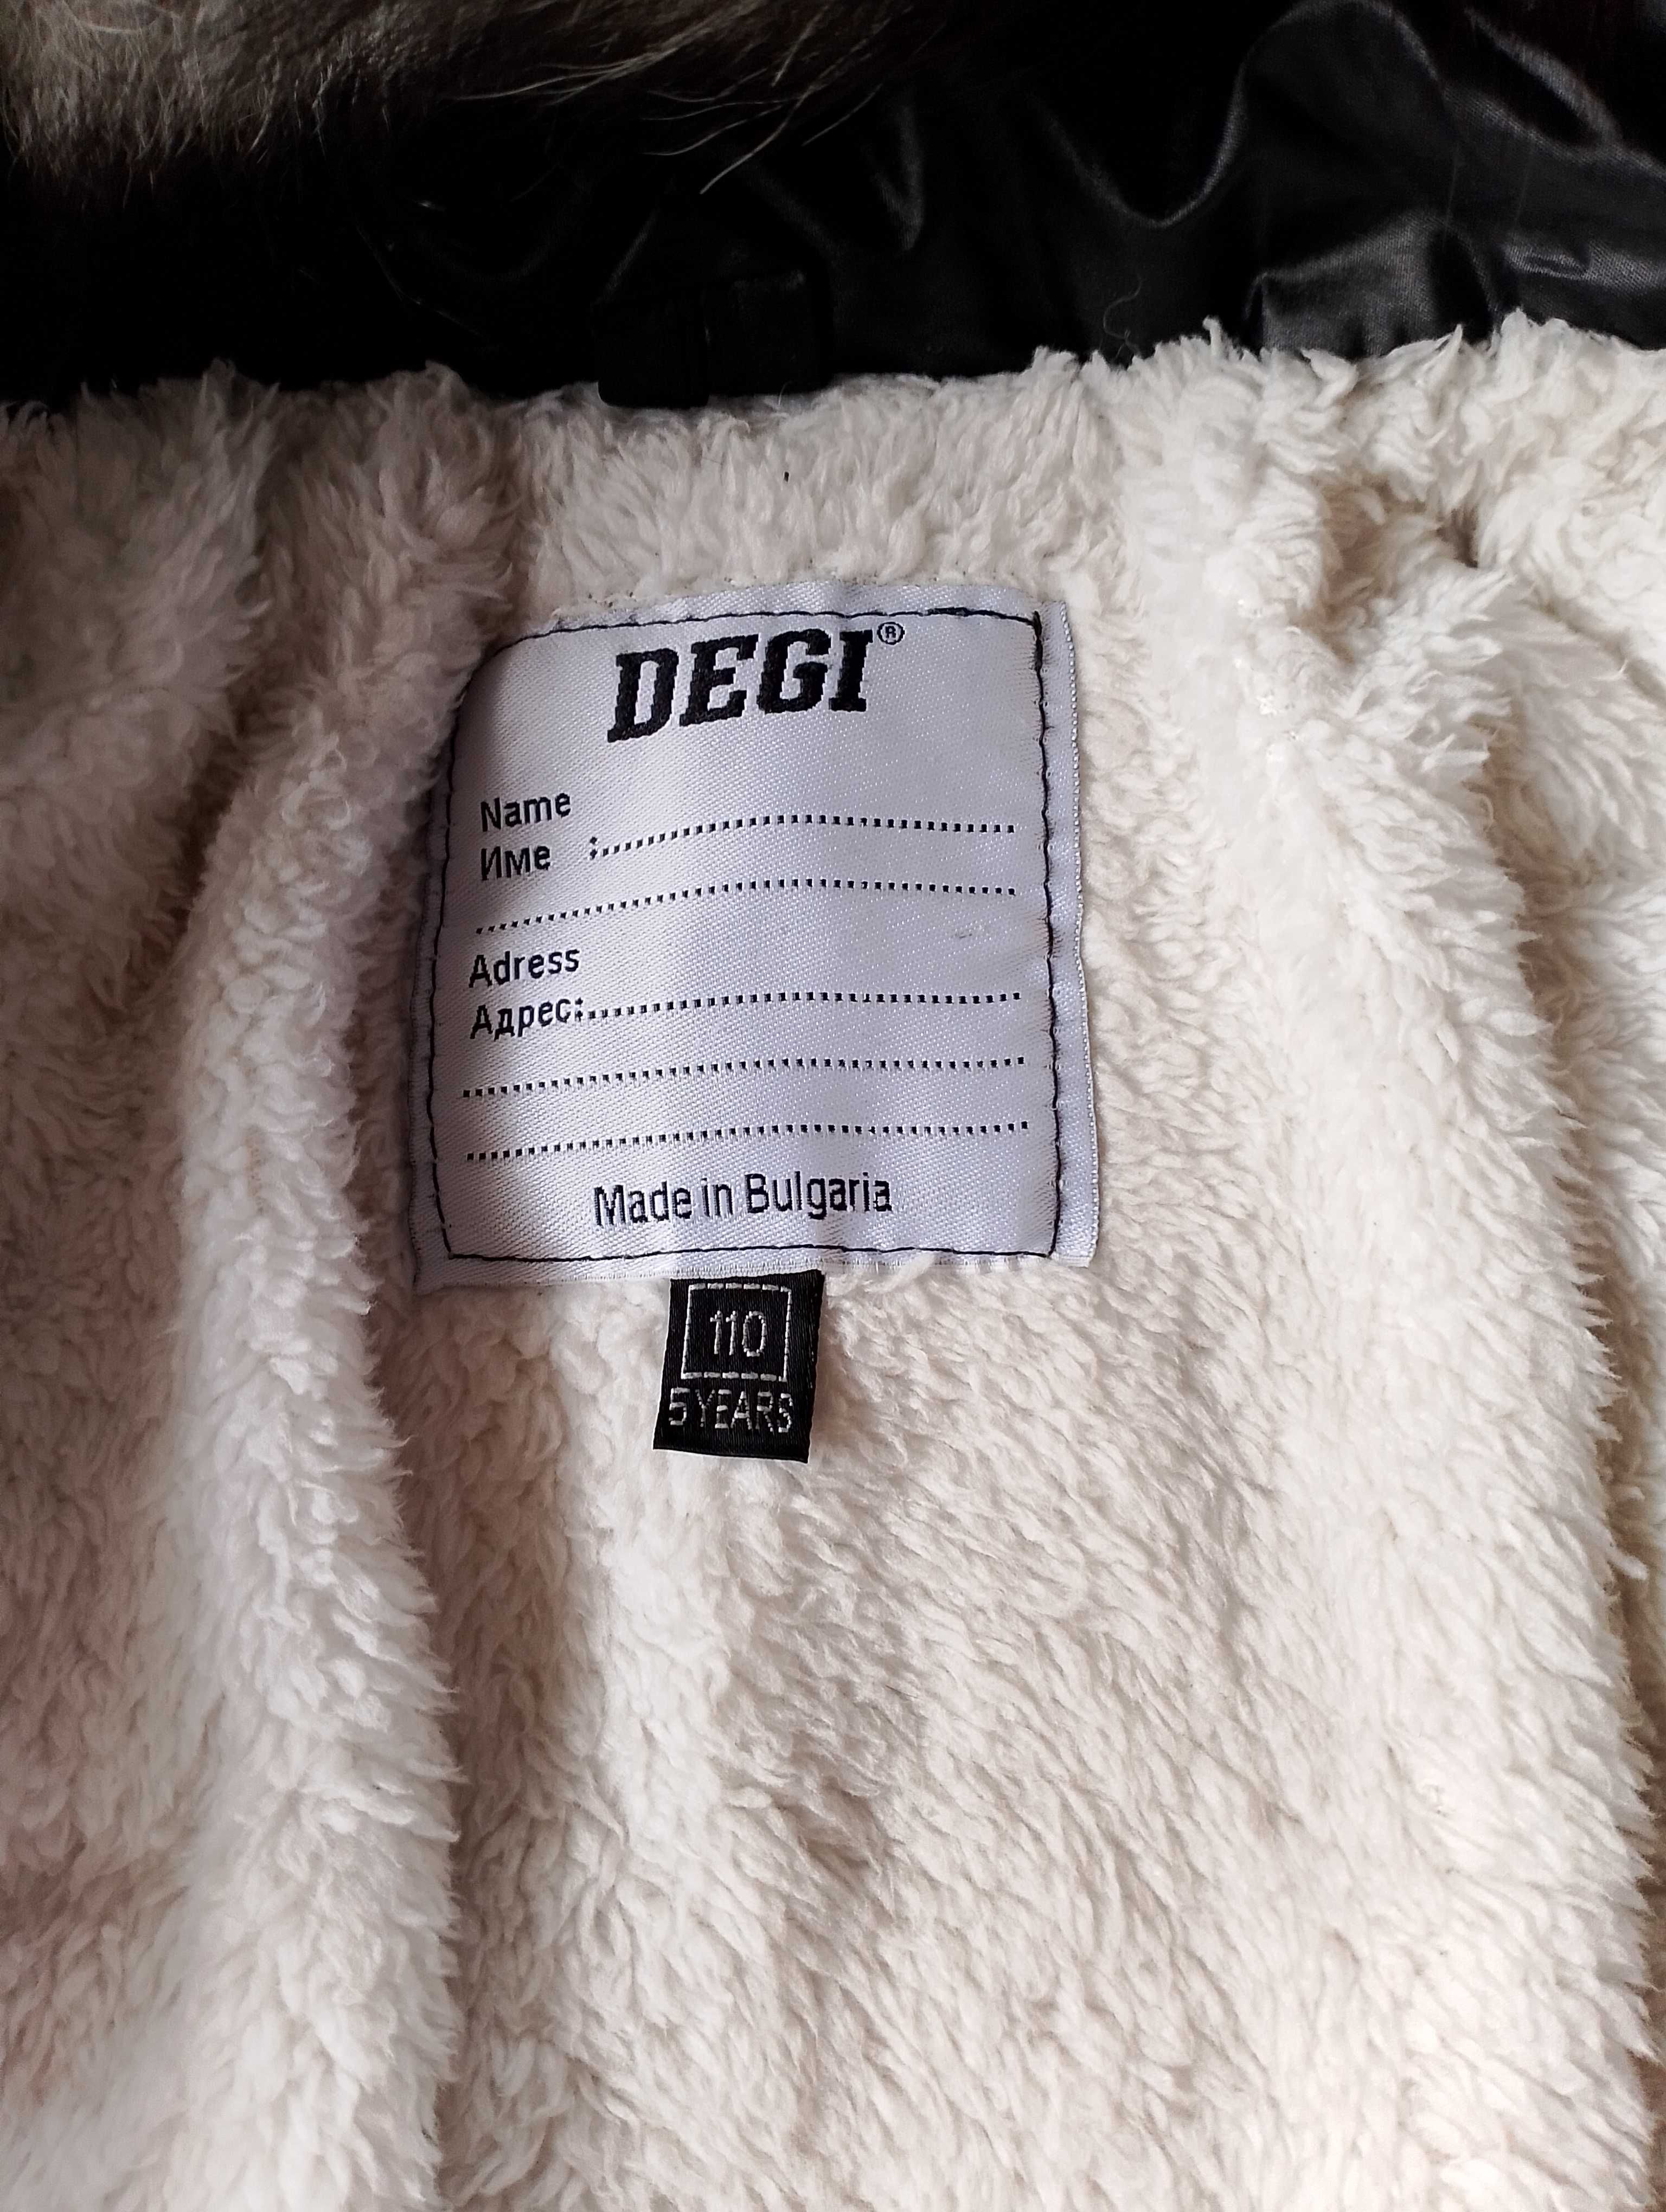 DEGI®
Name
Име :
Adress
Адрес:
Made in Bulgaria
110
5 YEARS